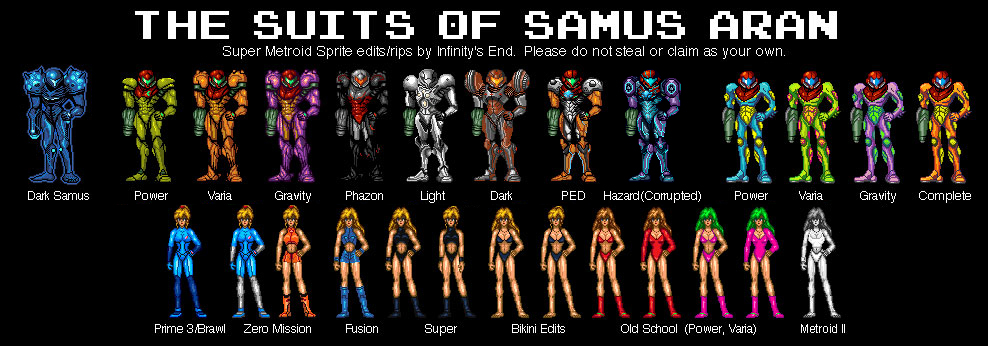 THE SUITS OF SAMUS ARAN
Super Metroid Sprite edits/rips by Infinity's End. Please do not steal or claim as your own.
Dark Samus Power Varia Gravity Phazon Light Dark PED Hazard(Corrupted) Power Varia Gravity Complete
Prime 3/Brawl Zero Mission Fusion Super Bikini Edits Old School (Power, Varia) Metroid II